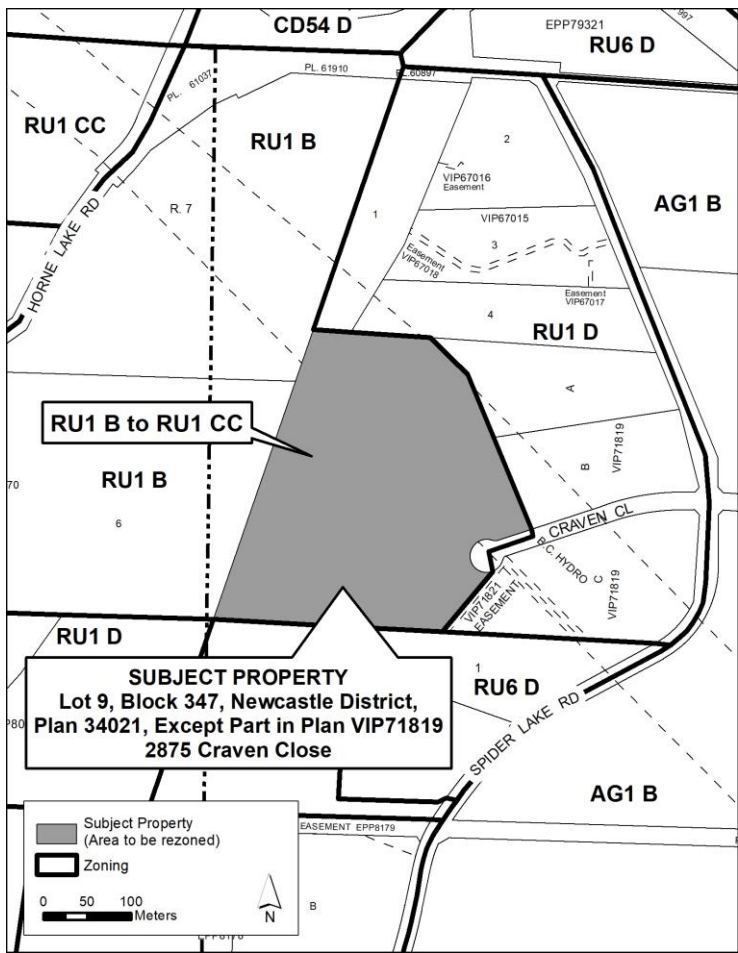 CD54 D
EPP79321
RU6 D
997
PL. 61037
PL. 61910
PL.60897
RU1 CC
RU1 B
2
VIP67016
Easement
AG1 B
R. 7
1
VIP67015
3
HORNE LAKE RD
Easement
VIP67018
Easement
VIP67017
4
RU1 D
A
RU1 B to RU1 CC
B
VIP71819
RU1 B
70
6
CRAVEN CL
B.C. HYDRO
C
VIP71819
VIP71821
EASEMENT
RU1 D
SUBJECT PROPERTY
Lot 9, Block 347, Newcastle District,
Plan 34021, Except Part in Plan VIP71819
2875 Craven Close
1
RU6 D
P80
SPIDER LAKE RD
AG1 B
Subject Property
(Area to be rezoned)
Zoning
EASEMENT EPP8179
0 50 100
Meters
N
B